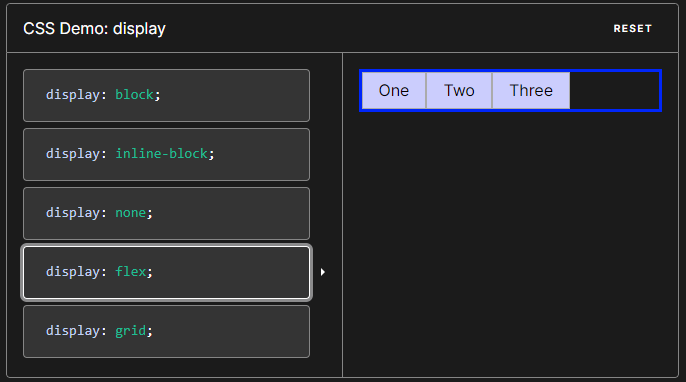 CSS Demo: display
RESET
display: block;
display: inline-block;
display: none;
display: flex;
display: grid;
One Two Three